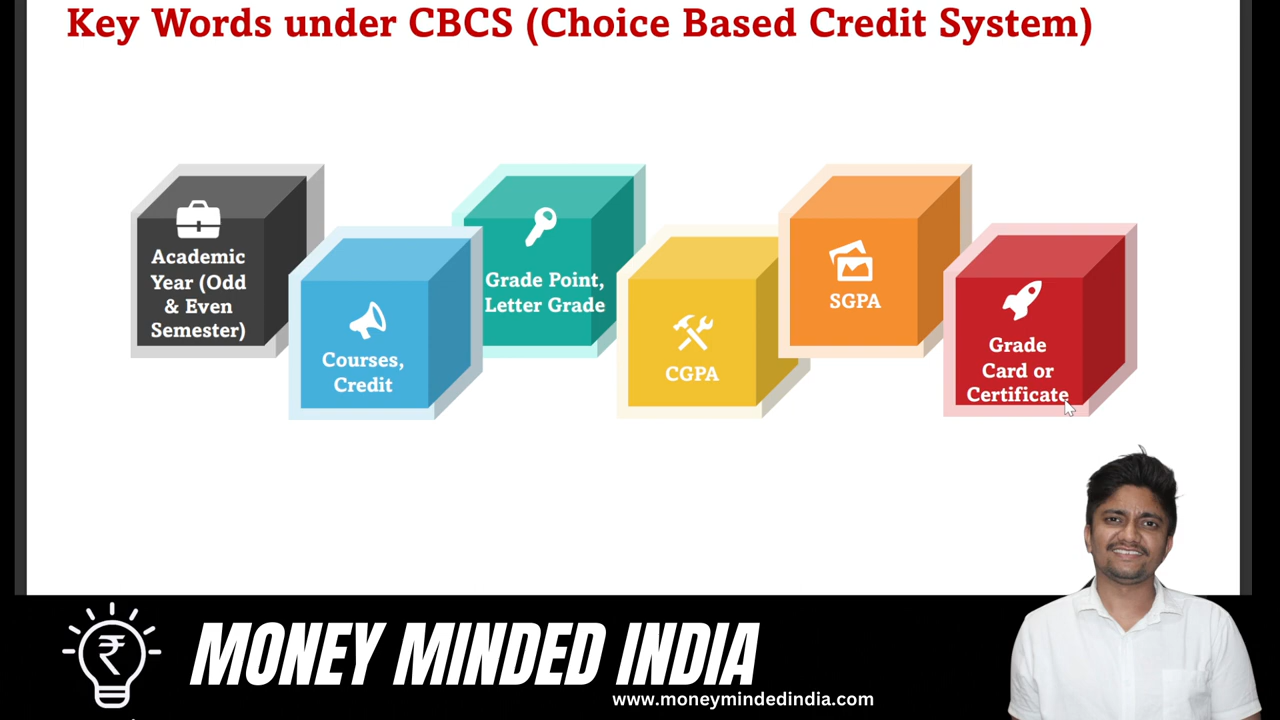 Key Words under CBCS (Choice Based Credit System)
Academic
Year (Odd
& Even
Semester)
Courses,
Credit
Grade Point,
Letter Grade
CGPA
SGPA
Grade
Card or
Certificate
₹
MONEY MINDED INDIA
www.moneymindedindia.com